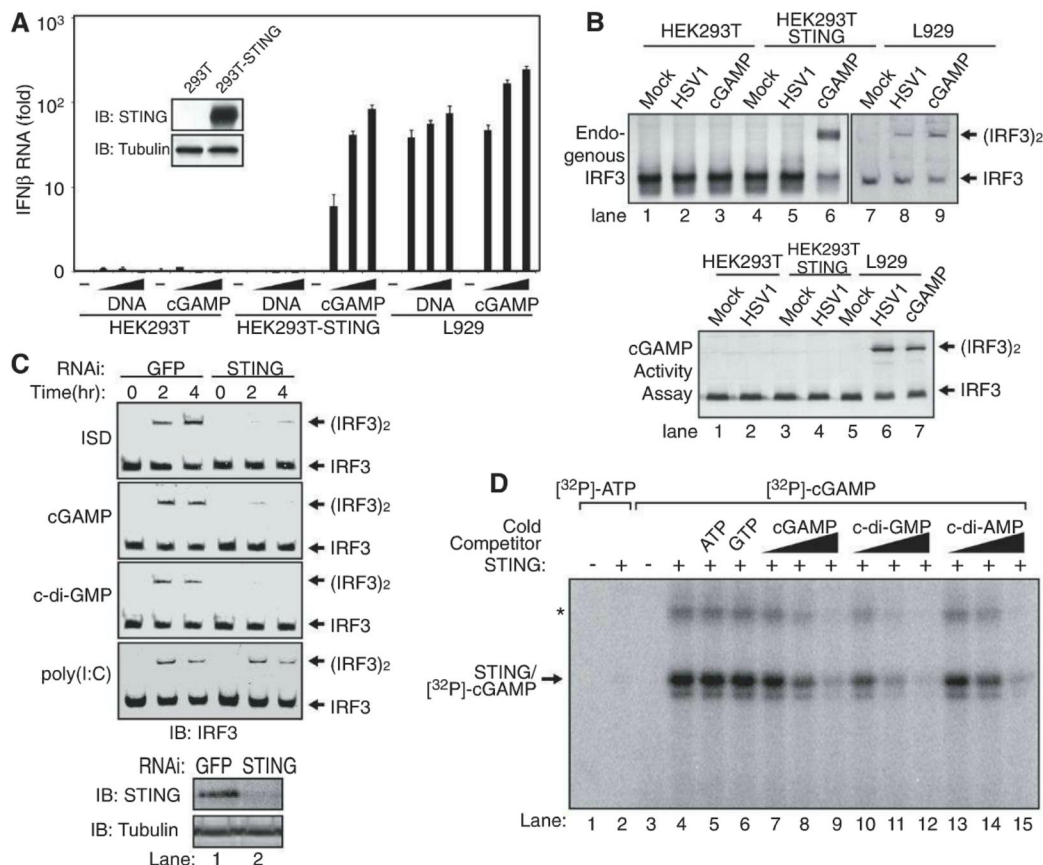 A
IFNβ RNA (fold)
10³
10²
10
0
293T
293T-STING
IB: STING
IB: Tubulin
– – – – – –
DNA cGAMP DNA cGAMP DNA cGAMP
HEK293T HEK293T-STING L929
B
HEK293T HEK293T STING L929
Mock HSV1 cGAMP Mock HSV1 cGAMP Mock HSV1 cGAMP
Endo-
genous
IRF3
(IRF3)₂
IRF3
lane 1 2 3 4 5 6 7 8 9
HEK293T HEK293T STING L929
Mock HSV1 Mock HSV1 Mock HSV1 cGAMP
cGAMP
Activity
Assay
(IRF3)₂
IRF3
lane 1 2 3 4 5 6 7
C
RNAi: GFP STING
Time(hr): 0 2 4 0 2 4
ISD
(IRF3)₂
IRF3
cGAMP
(IRF3)₂
IRF3
c-di-GMP
(IRF3)₂
IRF3
poly(I:C)
(IRF3)₂
IRF3
IB: IRF3
RNAi: GFP STING
IB: STING
IB: Tubulin
Lane: 1 2
D
[³²P]-ATP [³²P]-cGAMP
Cold
Competitor
ATP GTP cGAMP c-di-GMP c-di-AMP
STING: - + - + + + + + + + + + + + +
*
STING/
[³²P]-cGAMP
Lane: 1 2 3 4 5 6 7 8 9 10 11 12 13 14 15